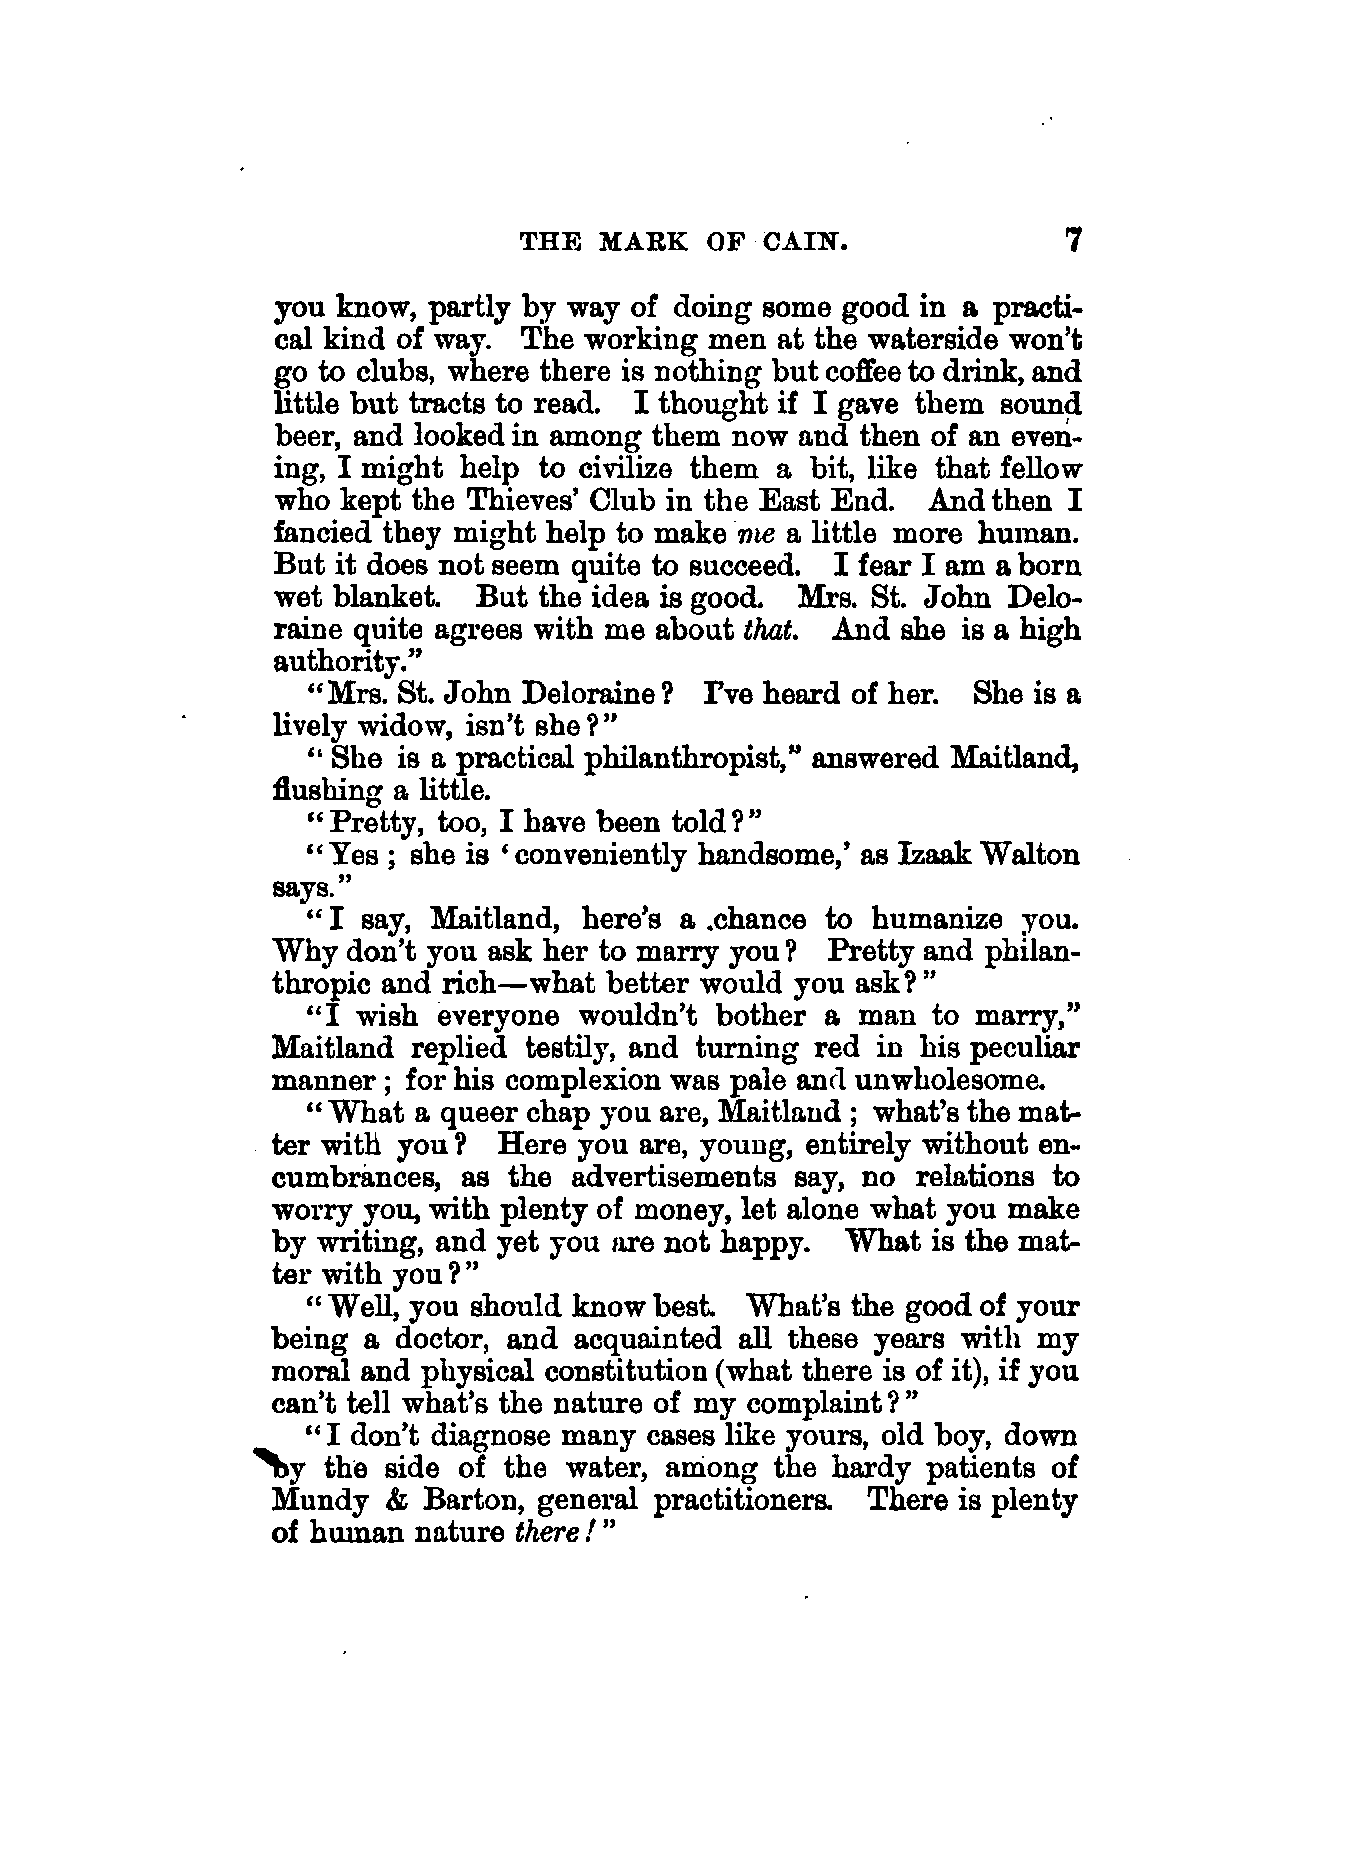 THE MARK OF CAIN. 7
you know, partly by way of doing some good in a practi-
cal kind of way. The working men at the waterside won't
go to clubs, where there is nothing but coffee to drink, and
little but tracts to read. I thought if I gave them sound
beer, and looked in among them now and then of an even-
ing, I might help to civilize them a bit, like that fellow
who kept the Thieves' Club in the East End. And then I
fancied they might help to make me a little more human.
But it does not seem quite to succeed. I fear I am a born
wet blanket. But the idea is good. Mrs. St. John Delo-
raine quite agrees with me about that. And she is a high
authority."
"Mrs. St. John Deloraine? I've heard of her. She is a
lively widow, isn't she?"
"She is a practical philanthropist," answered Maitland,
flushing a little.
"Pretty, too, I have been told?"
"Yes; she is 'conveniently handsome,' as Izaak Walton
says."
"I say, Maitland, here's a chance to humanize you.
Why don't you ask her to marry you? Pretty and philan-
thropic and rich—what better would you ask?"
"I wish everyone wouldn't bother a man to marry,"
Maitland replied testily, and turning red in his peculiar
manner; for his complexion was pale and unwholesome.
"What a queer chap you are, Maitland; what's the mat-
ter with you? Here you are, young, entirely without en-
cumbrances, as the advertisements say, no relations to
worry you, with plenty of money, let alone what you make
by writing, and yet you are not happy. What is the mat-
ter with you?"
"Well, you should know best. What's the good of your
being a doctor, and acquainted all these years with my
moral and physical constitution (what there is of it), if you
can't tell what's the nature of my complaint?"
"I don't diagnose many cases like yours, old boy, down
by the side of the water, among the hardy patients of
Mundy & Barton, general practitioners. There is plenty
of human nature there!"